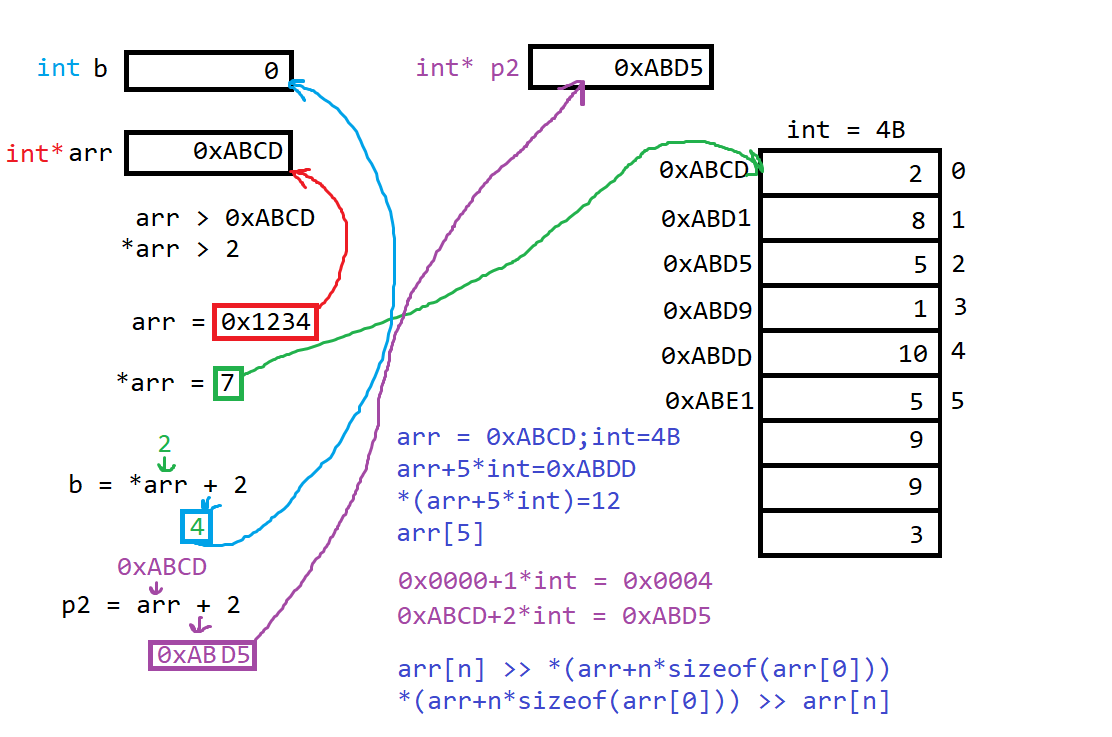 int b 0
int* p2 0xABD5
int* arr 0xABCD
int = 4B
0xABCD 2 0
0xABD1 8 1
0xABD5 5 2
0xABD9 1 3
0xABDD 10 4
0xABE1 5 5
9
9
3
arr > 0xABCD
*arr > 2
arr = 0x1234
*arr = 7
2
b = *arr + 2
4
0xABCD
p2 = arr + 2
0xABD5
arr = 0xABCD;int=4B
arr+5*int=0xABDD
*(arr+5*int)=12
arr[5]
0x0000+1*int = 0x0004
0xABCD+2*int = 0xABD5
arr[n] >> *(arr+n*sizeof(arr[0]))
*(arr+n*sizeof(arr[0])) >> arr[n]